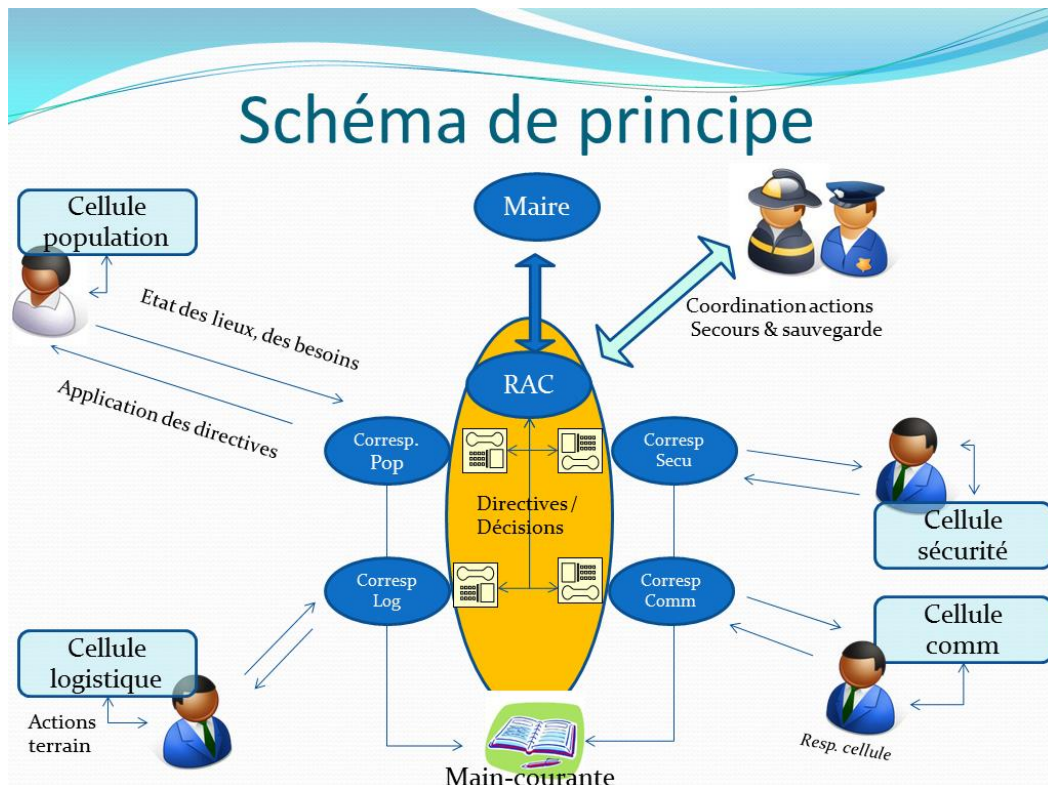 Schéma de principe
Cellule
population
Maire
Coordination actions
Secours & sauvegarde
Etat des lieux, des besoins
Application des directives
RAC
Corresp.
Pop
Corresp
Secu
Directives /
Décisions
Cellule
sécurité
Corresp
Log
Corresp
Comm
Cellule
logistique
Cellule
comm
Actions
terrain
Resp. cellule
Main-courante